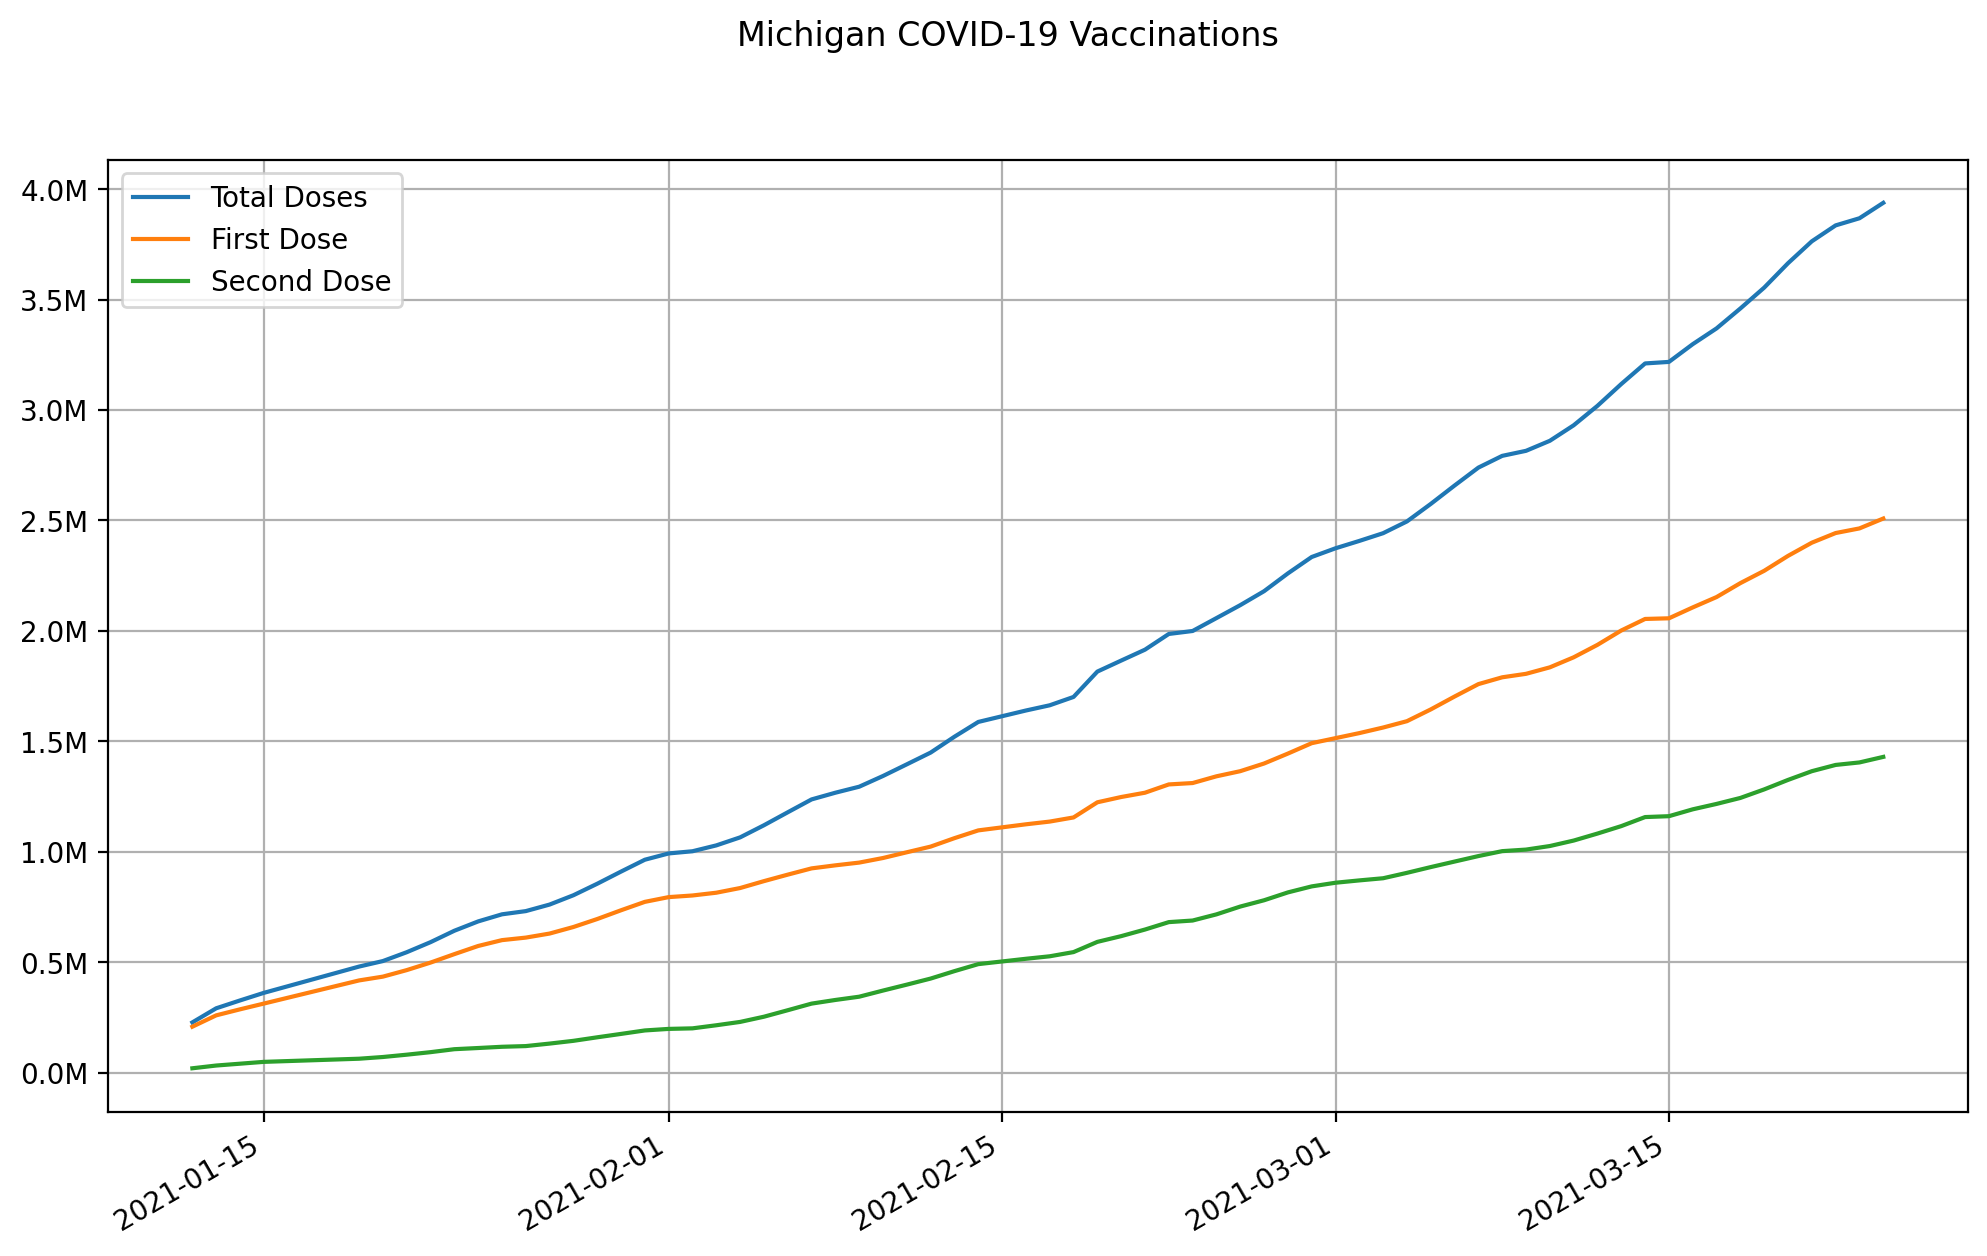 Michigan COVID-19 Vaccinations
4.0M
3.5M
3.0M
2.5M
2.0M
1.5M
1.0M
0.5M
0.0M
Total Doses
First Dose
Second Dose
2021-01-15
2021-02-01
2021-02-15
2021-03-01
2021-03-15